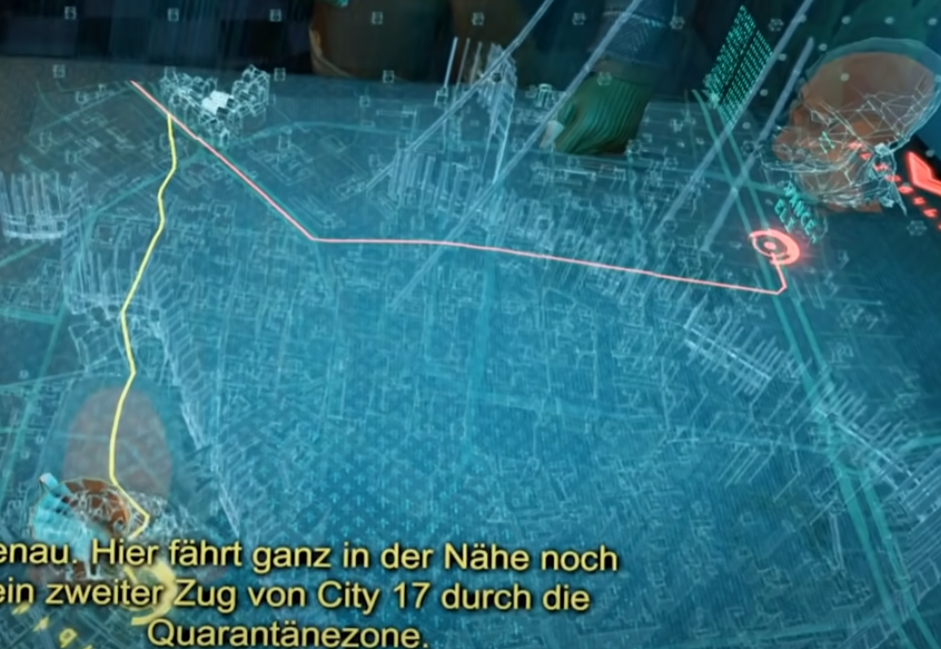 enau. Hier fährt ganz in der Nähe noch
ein zweiter Zug von City 17 durch die
Quarantänezone.